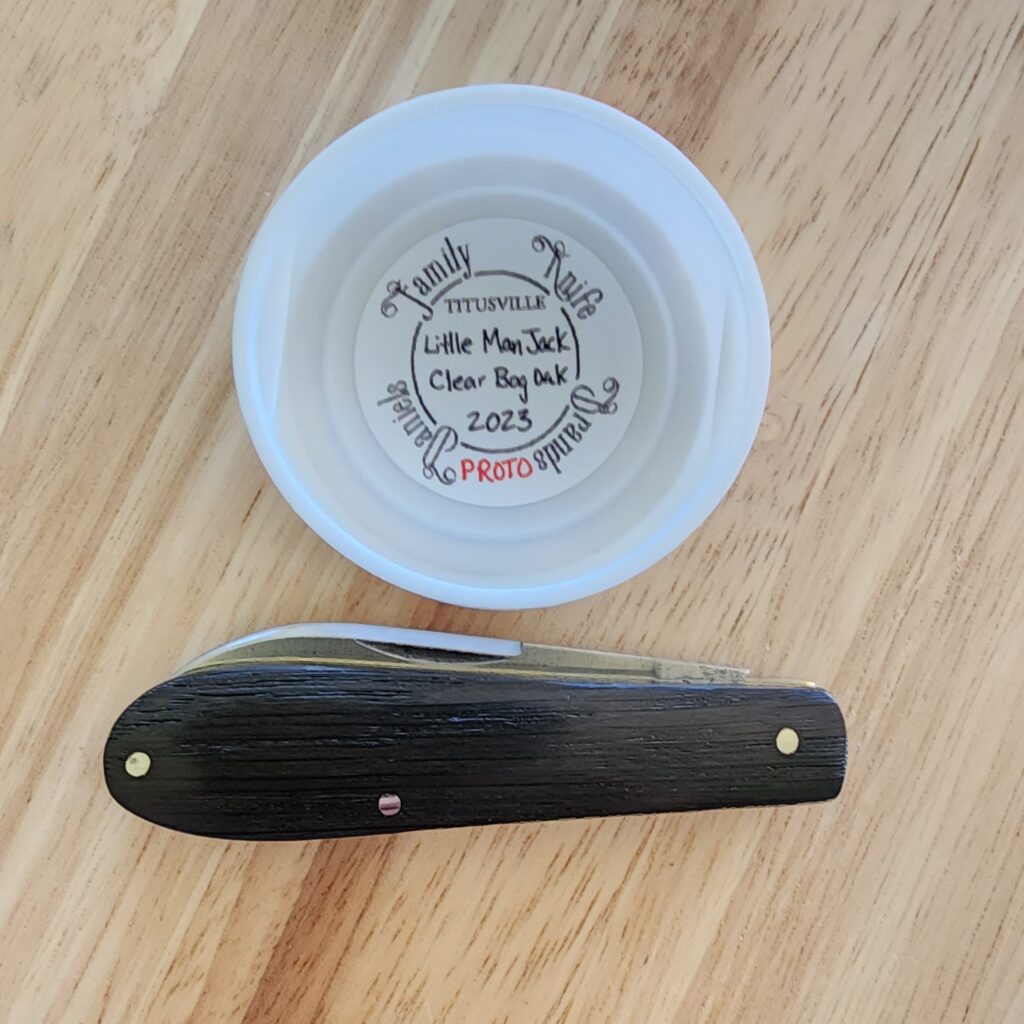 Daniels Family Knife Brands
TITUSVILLE
Little Man Jack
Clear Bog Oak
2023
PROTO